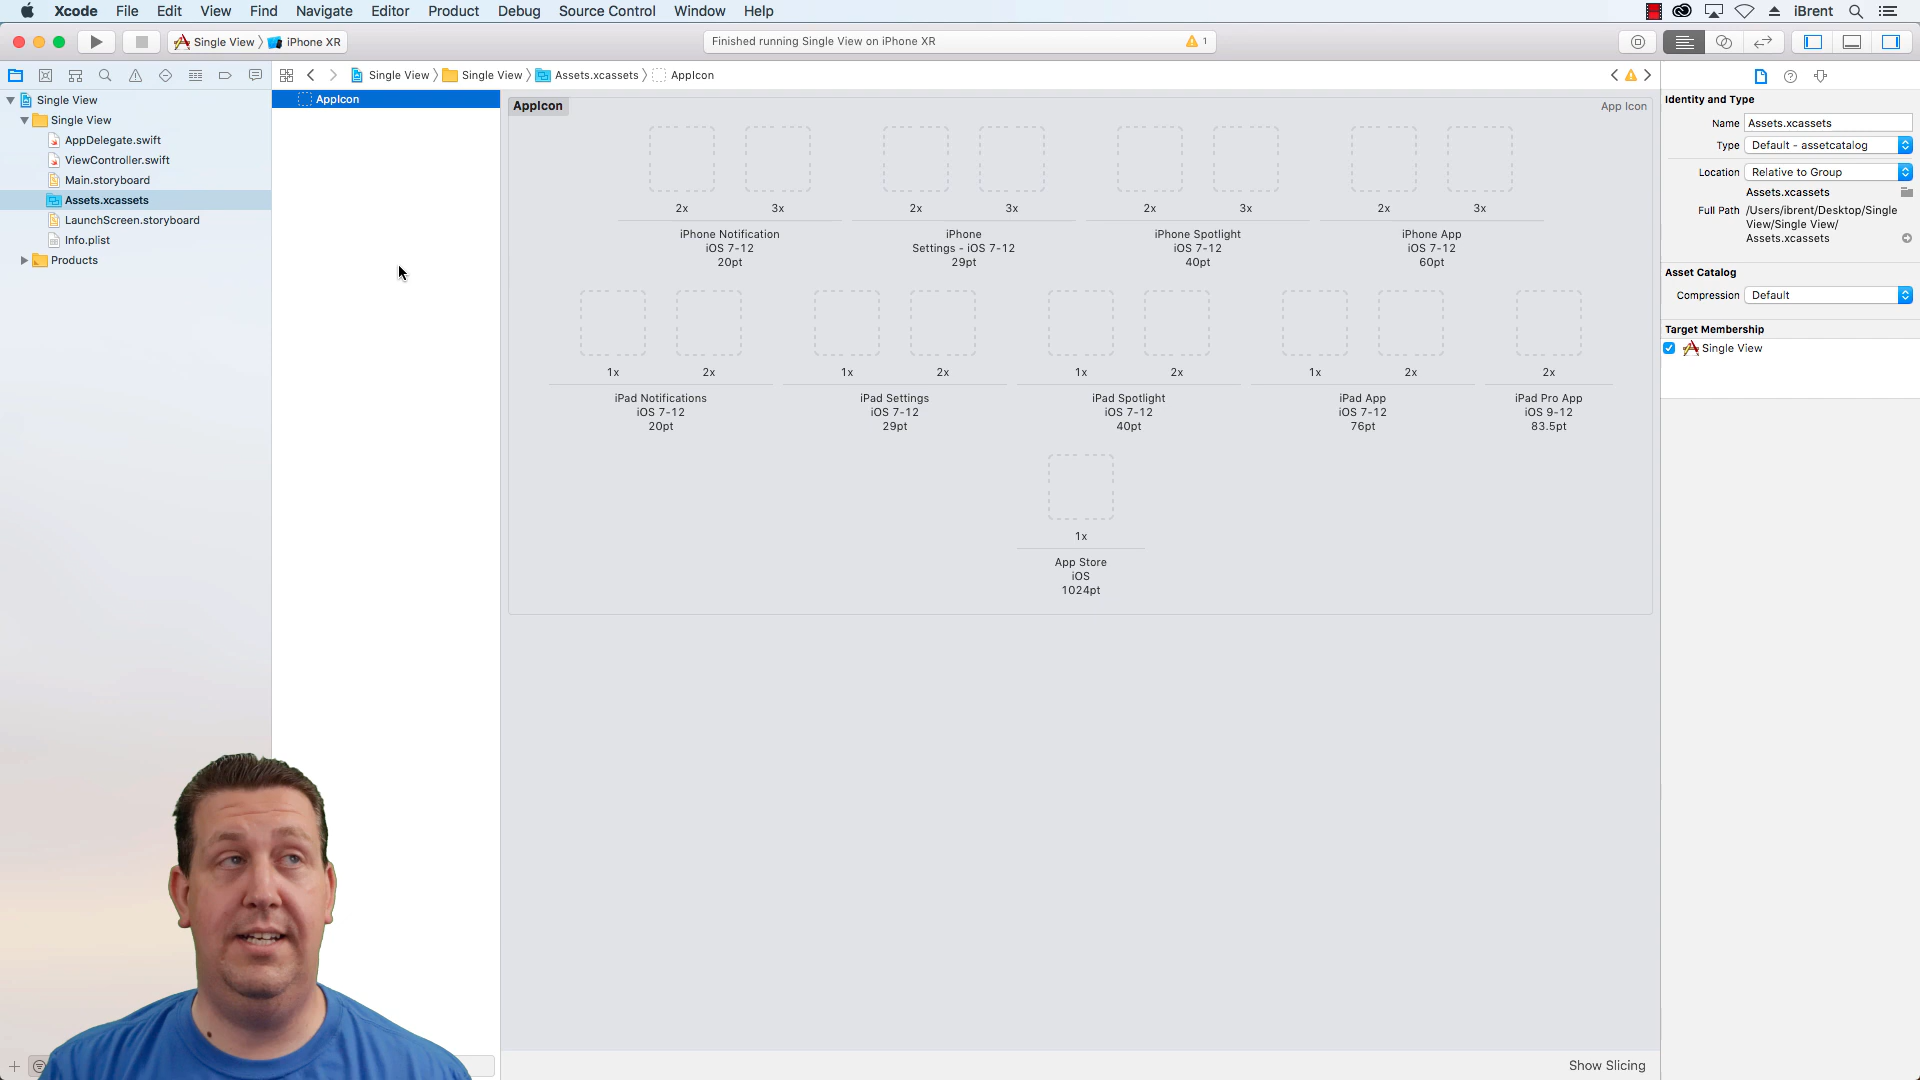 Xcode File Edit View Find Navigate Editor Product Debug Source Control Window Help iBrent
Single View iPhone XR Finished running Single View on iPhone XR 1
Single View Single View Assets.xcassets AppIcon
Single View
Single View
AppDelegate.swift
ViewController.swift
Main.storyboard
Assets.xcassets
LaunchScreen.storyboard
Info.plist
Products
AppIcon
AppIcon App Icon
2x 3x 2x 3x 2x 3x 2x 3x
iPhone Notification
iOS 7-12
20pt
iPhone
Settings - iOS 7-12
29pt
iPhone Spotlight
iOS 7-12
40pt
iPhone App
iOS 7-12
60pt
1x 2x 1x 2x 1x 2x 1x 2x 2x
iPad Notifications
iOS 7-12
20pt
iPad Settings
iOS 7-12
29pt
iPad Spotlight
iOS 7-12
40pt
iPad App
iOS 7-12
76pt
iPad Pro App
iOS 9-12
83.5pt
1x
App Store
iOS
1024pt
Show Slicing
Identity and Type
Name Assets.xcassets
Type Default - assetcatalog
Location Relative to Group
Assets.xcassets
Full Path /Users/ibrent/Desktop/Single
View/Single View/
Assets.xcassets
Asset Catalog
Compression Default
Target Membership
Single View